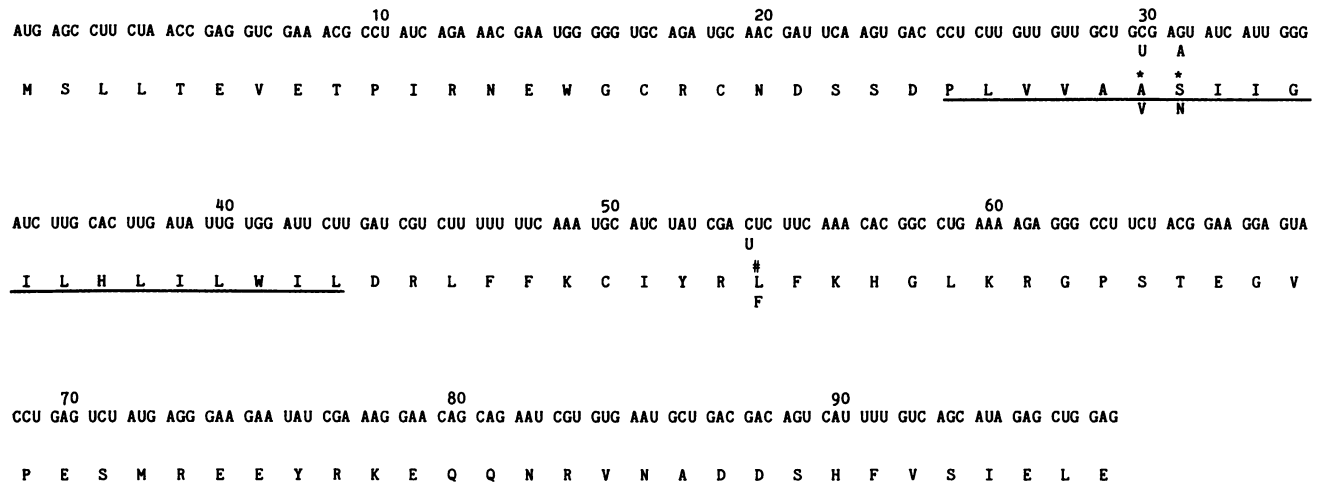 10 20 30
AUG AGC CUU CUA ACC GAG GUC GAA ACG CCU AUC AGA AAC GAA UGG GGG UGC AGA UGC AAC GAU UCA AGU GAC CCU CUU GUU GUU GCU GCG AGU AUC AUU GGG
U A
* *
M S L L T E V E T P I R N E W G C R C N D S S D P L V V A A S I I G
V N
40 50 60
AUC UUG CAC UUG AUA UUG UGG AUU CUU GAU CGU CUU UUU UUC AAA UGC AUC UAU CGA CUC UUC AAA CAC GGC CUG AAA AGA GGG CCU UCU ACG GAA GGA GUA
U
#
I L H L I L W I L D R L F F K C I Y R L F K H G L K R G P S T E G V
F
70 80 90
CCU GAG UCU AUG AGG GAA GAA UAU CGA AAG GAA CAG CAG AAU CGU GUG AAU GCU GAC GAC AGU CAU UUU GUC AGC AUA GAG CUG GAG
P E S M R E E Y R K E Q Q N R V N A D D S H F V S I E L E